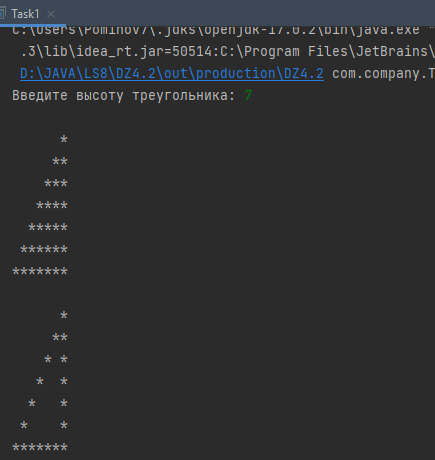 Task1
C:\Users\Pominov7\.jdks\openjdk-17.0.2\bin\java.exe "
.3\lib\idea_rt.jar=50514:C:\Program Files\JetBrains\
D:\JAVA\LS8\DZ4.2\out\production\DZ4.2 com.company.T
Введите высоту треугольника: 7
      *
     **
    ***
   ****
  *****
 ******
*******
      *
     **
    * *
   *  *
  *   *
 *    *
*******